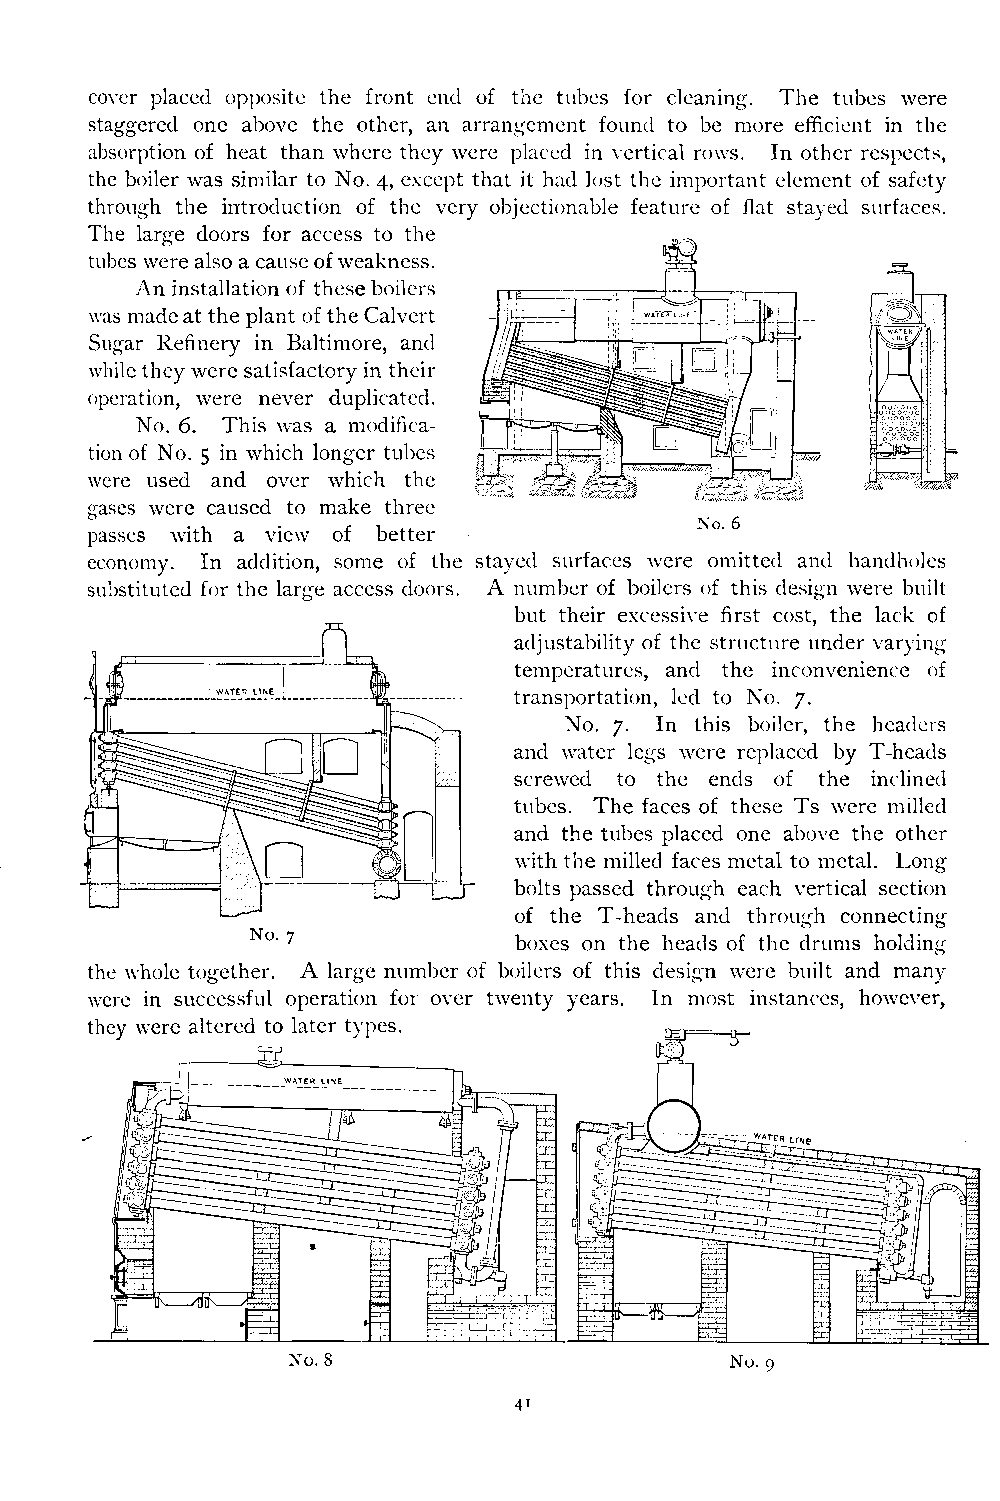 cover placed opposite the front end of the tubes for cleaning. The tubes were
staggered one above the other, an arrangement found to be more efficient in the
absorption of heat than where they were placed in vertical rows. In other respects,
the boiler was similar to No. 4, except that it had lost the important element of safety
through the introduction of the very objectionable feature of flat stayed surfaces.
The large doors for access to the
tubes were also a cause of weakness.
An installation of these boilers
was made at the plant of the Calvert
Sugar Refinery in Baltimore, and
while they were satisfactory in their
operation, were never duplicated.
WATER LINE
WATER
LINE
No. 6
No. 6. This was a modifica-
tion of No. 5 in which longer tubes
were used and over which the
gases were caused to make three
passes with a view of better
economy. In addition, some of the stayed surfaces were omitted and handholes
substituted for the large access doors. A number of boilers of this design were built
but their excessive first cost, the lack of
adjustability of the structure under varying
temperatures, and the inconvenience of
transportation, led to No. 7.
WATER LINE
No. 7
No. 7. In this boiler, the headers
and water legs were replaced by T-heads
screwed to the ends of the inclined
tubes. The faces of these Ts were milled
and the tubes placed one above the other
with the milled faces metal to metal. Long
bolts passed through each vertical section
of the T-heads and through connecting
boxes on the heads of the drums holding
the whole together. A large number of boilers of this design were built and many
were in successful operation for over twenty years. In most instances, however,
they were altered to later types.
WATER LINE
No. 8
WATER LINE
No. 9
41